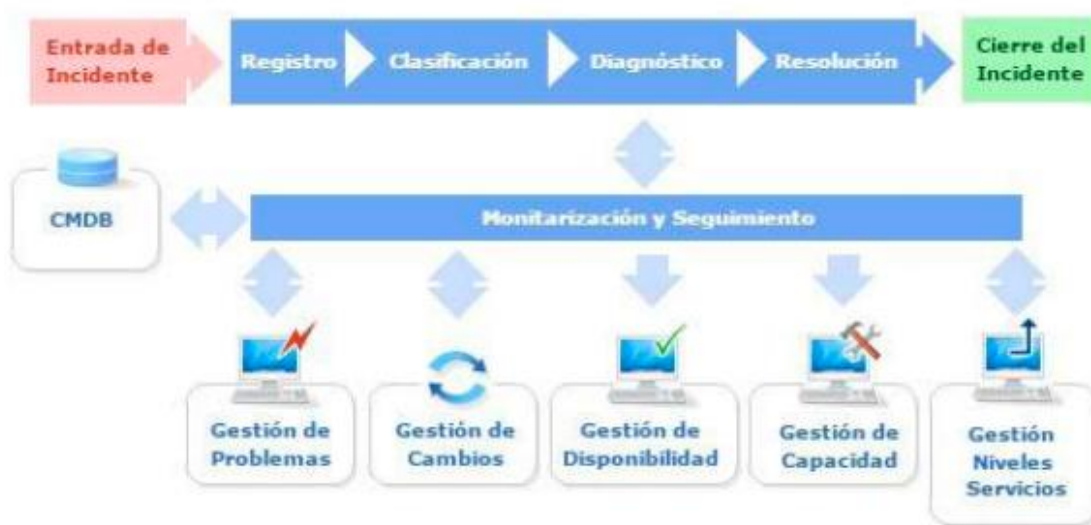 Entrada de
Incidente
Registro
Clasificación
Diagnóstico
Resolución
Cierre del
Incidente
CMDB
Monitarización y Seguimiento
Gestión de
Problemas
Gestión de
Cambios
Gestión de
Disponibilidad
Gestión de
Capacidad
Gestión
Niveles
Servicios